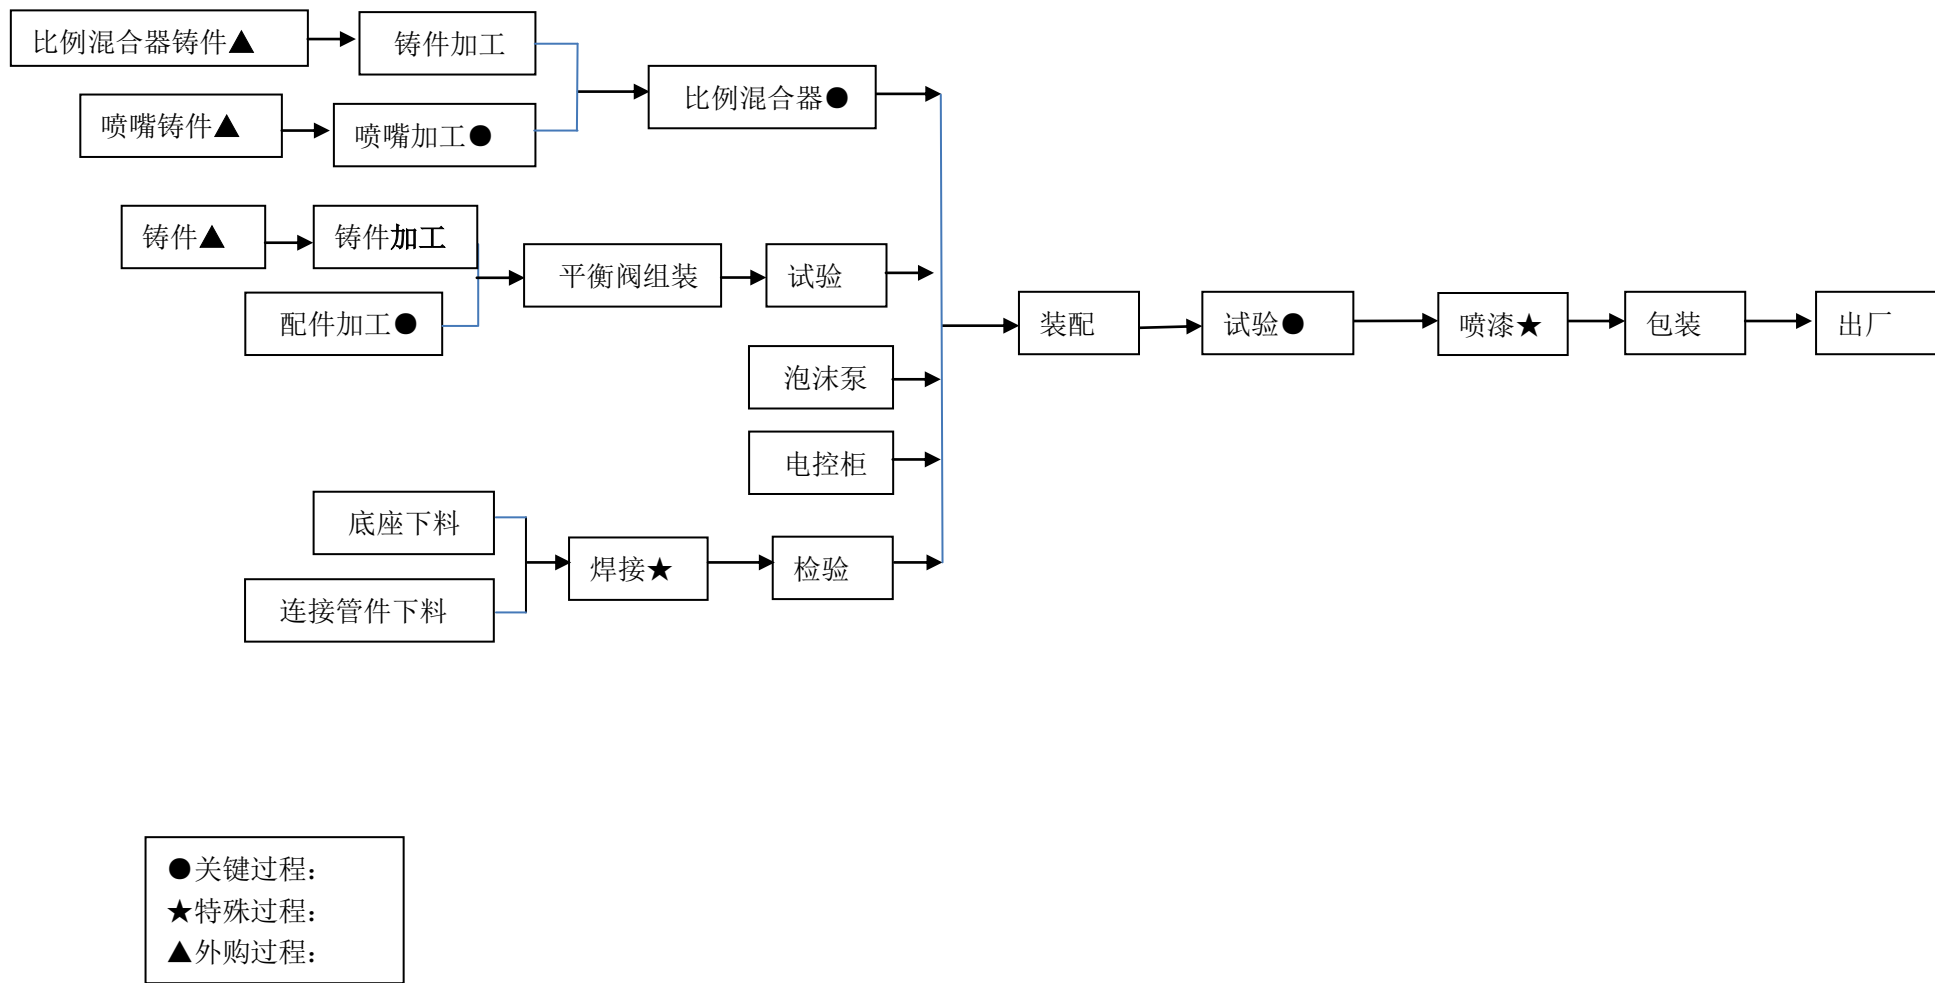 比例混合器铸件▲
铸件加工
喷嘴铸件▲
喷嘴加工●
比例混合器●
铸件▲
铸件加工
配件加工●
平衡阀组装
试验
泡沫泵
电控柜
底座下料
连接管件下料
焊接★
检验
装配
试验●
喷漆★
包装
出厂
●关键过程：
★特殊过程：
▲外购过程：